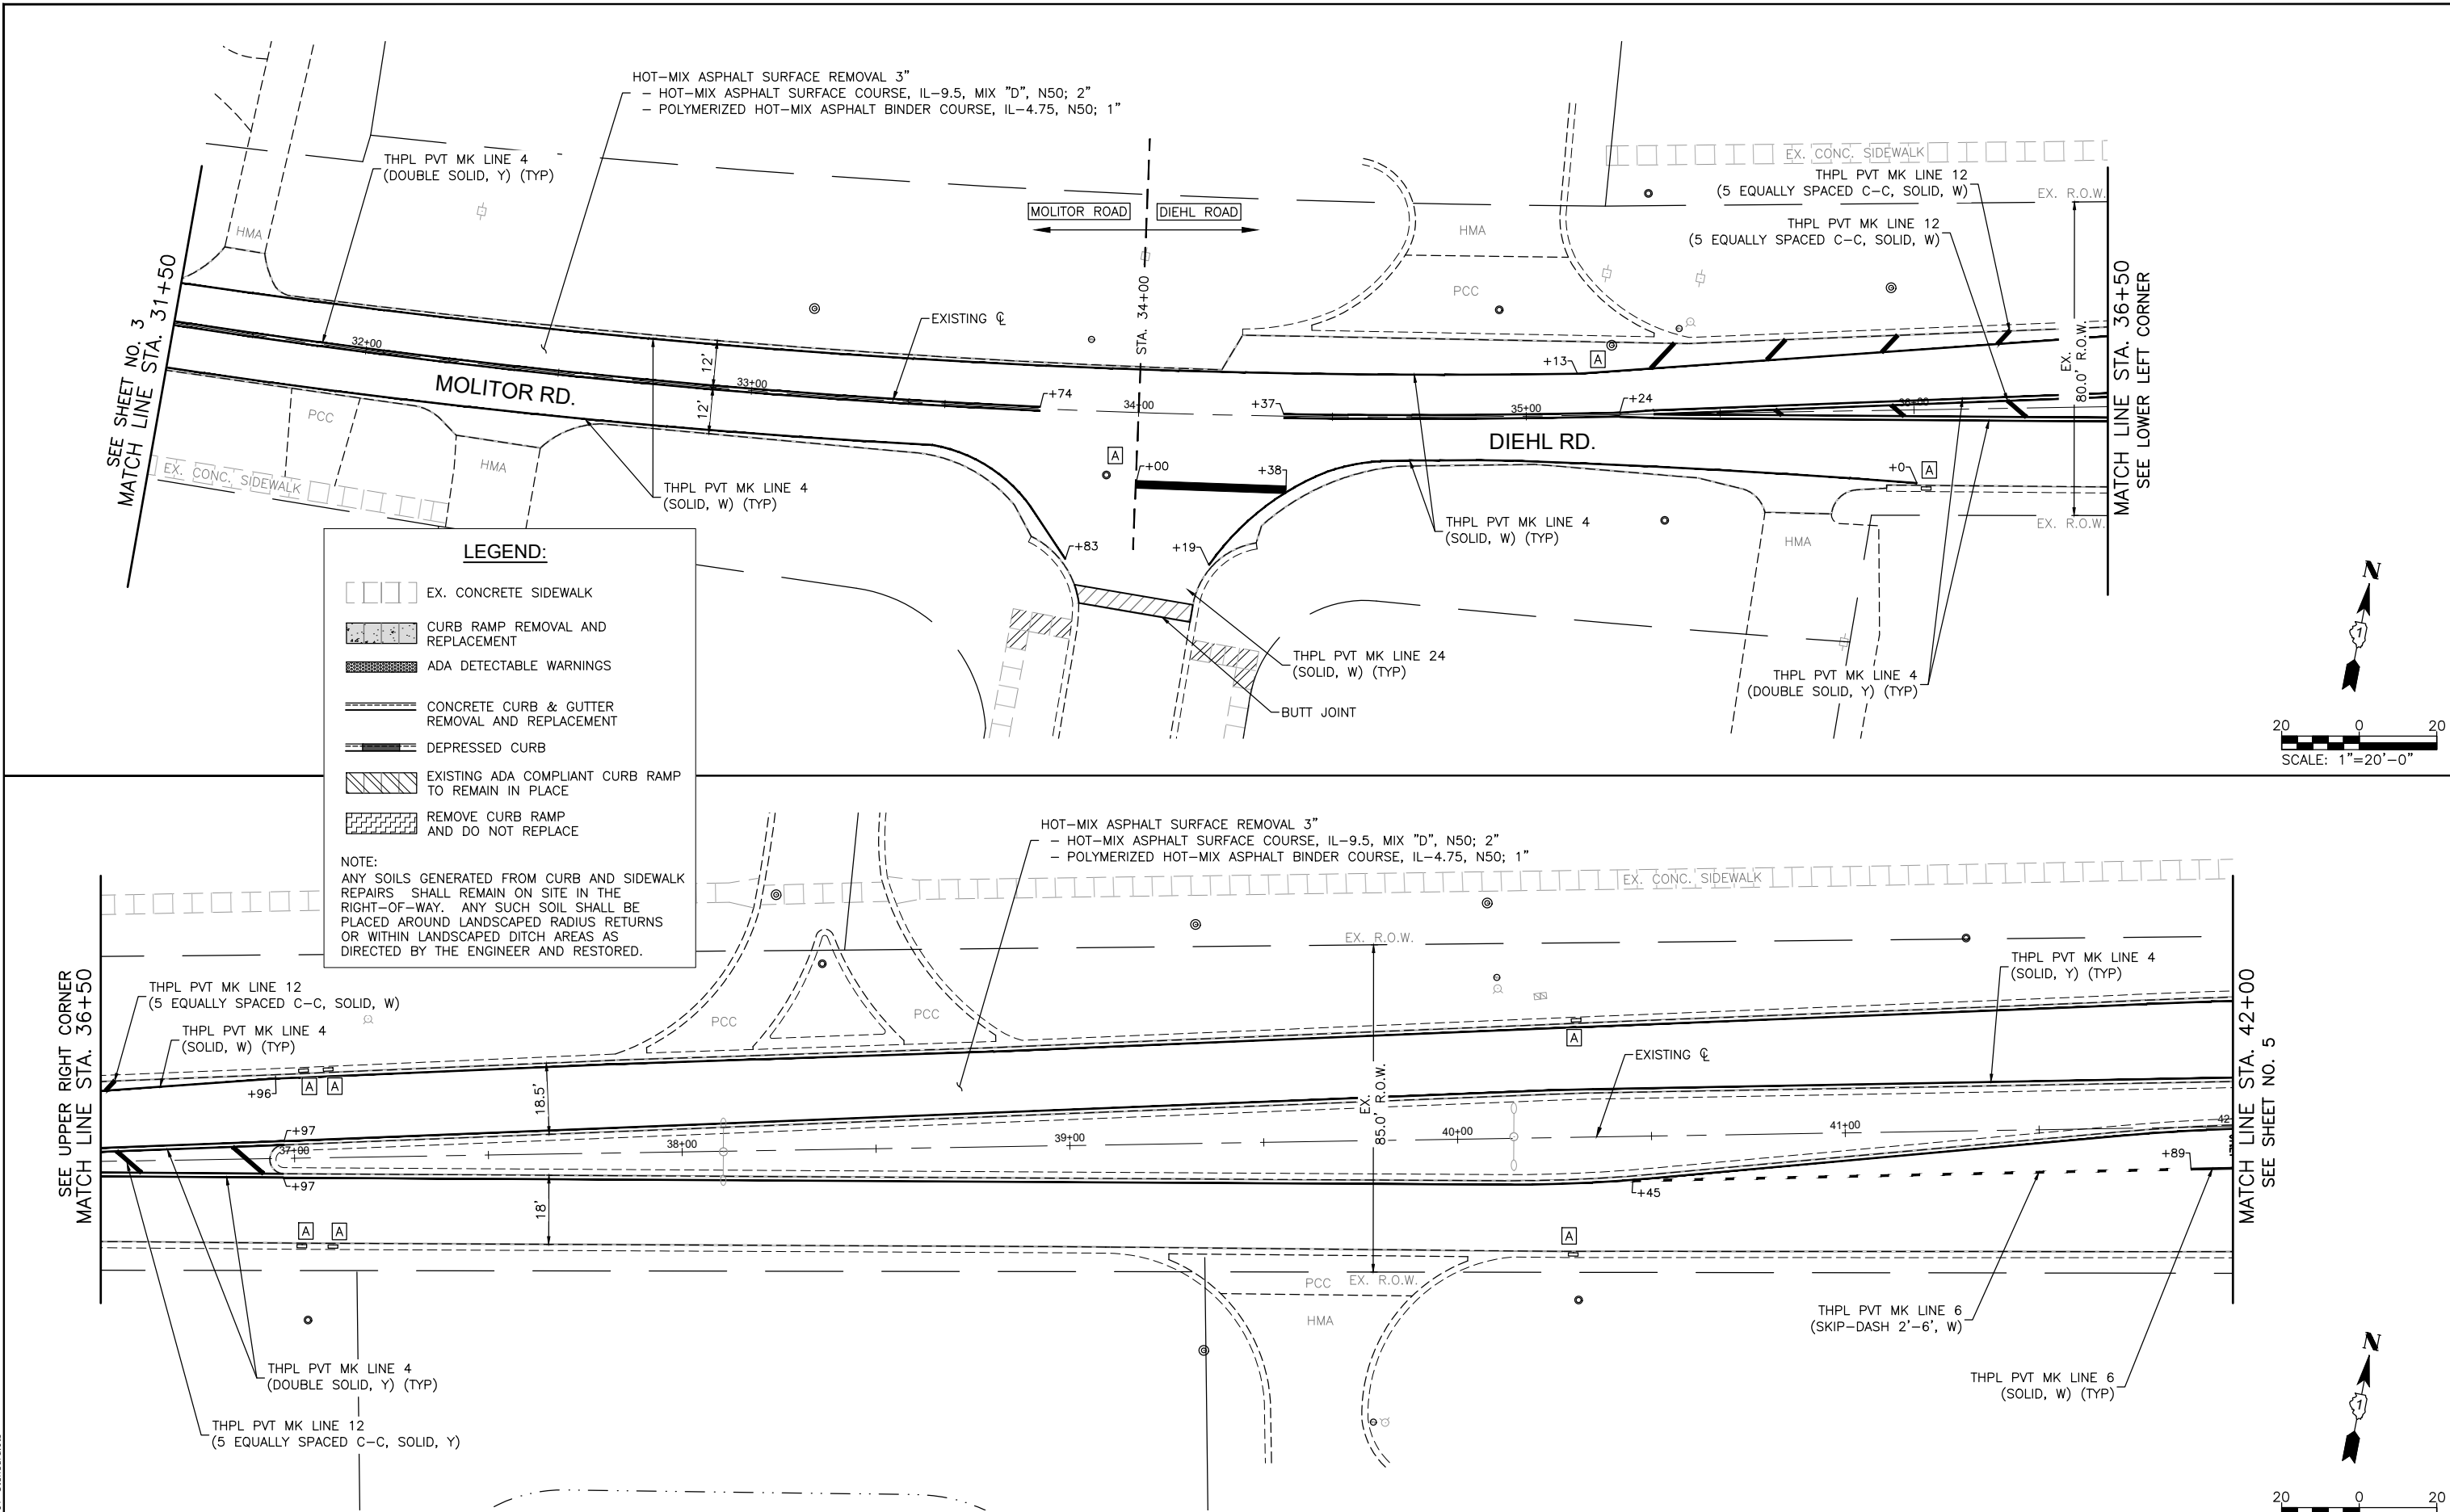 HOT-MIX ASPHALT SURFACE REMOVAL 3"
- HOT-MIX ASPHALT SURFACE COURSE, IL-9.5, MIX "D", N50; 2"
- POLYMERIZED HOT-MIX ASPHALT BINDER COURSE, IL-4.75, N50; 1"
THPL PVT MK LINE 4
(DOUBLE SOLID, Y) (TYP)
EX. CONC. SIDEWALK
THPL PVT MK LINE 12
(5 EQUALLY SPACED C-C, SOLID, W)
EX. R.O.W.
THPL PVT MK LINE 12
(5 EQUALLY SPACED C-C, SOLID, W)
MOLITOR ROAD
DIEHL ROAD
HMA
HMA
PCC
SEE SHEET NO. 3
MATCH LINE STA. 31+50
STA. 34+00
EXISTING ℄
EX.
80.0' R.O.W.
MATCH LINE STA. 36+50
SEE LOWER LEFT CORNER
32+00
33+00
34+00
35+00
36+00
12'
12'
+74
+37
+13
A
+24
MOLITOR RD.
DIEHL RD.
PCC
HMA
EX. CONC. SIDEWALK
A
+00
+38
+0
A
THPL PVT MK LINE 4
(SOLID, W) (TYP)
THPL PVT MK LINE 4
(SOLID, W) (TYP)
EX. R.O.W.
HMA
+83
+19
THPL PVT MK LINE 24
(SOLID, W) (TYP)
BUTT JOINT
THPL PVT MK LINE 4
(DOUBLE SOLID, Y) (TYP)
N
1
20 0 20
SCALE: 1"=20'-0"
LEGEND:
EX. CONCRETE SIDEWALK
CURB RAMP REMOVAL AND
REPLACEMENT
ADA DETECTABLE WARNINGS
CONCRETE CURB & GUTTER
REMOVAL AND REPLACEMENT
DEPRESSED CURB
EXISTING ADA COMPLIANT CURB RAMP
TO REMAIN IN PLACE
REMOVE CURB RAMP
AND DO NOT REPLACE
NOTE:
ANY SOILS GENERATED FROM CURB AND SIDEWALK
REPAIRS SHALL REMAIN ON SITE IN THE
RIGHT-OF-WAY. ANY SUCH SOIL SHALL BE
PLACED AROUND LANDSCAPED RADIUS RETURNS
OR WITHIN LANDSCAPED DITCH AREAS AS
DIRECTED BY THE ENGINEER AND RESTORED.
HOT-MIX ASPHALT SURFACE REMOVAL 3"
- HOT-MIX ASPHALT SURFACE COURSE, IL-9.5, MIX "D", N50; 2"
- POLYMERIZED HOT-MIX ASPHALT BINDER COURSE, IL-4.75, N50; 1"
EX. CONC. SIDEWALK
EX. R.O.W.
SEE UPPER RIGHT CORNER
MATCH LINE STA. 36+50
THPL PVT MK LINE 12
(5 EQUALLY SPACED C-C, SOLID, W)
THPL PVT MK LINE 4
(SOLID, W) (TYP)
THPL PVT MK LINE 4
(SOLID, Y) (TYP)
PCC
PCC
MATCH LINE STA. 42+00
SEE SHEET NO. 5
+96
A
A
A
EXISTING ℄
18.5'
EX.
85.0' R.O.W.
+97
37+00
38+00
39+00
40+00
41+00
42
+97
+45
+89
18'
A
A
A
PCC
EX. R.O.W.
HMA
THPL PVT MK LINE 6
(SKIP-DASH 2'-6', W)
THPL PVT MK LINE 6
(SOLID, W) (TYP)
THPL PVT MK LINE 4
(DOUBLE SOLID, Y) (TYP)
THPL PVT MK LINE 12
(5 EQUALLY SPACED C-C, SOLID, Y)
N
1
20 0 20